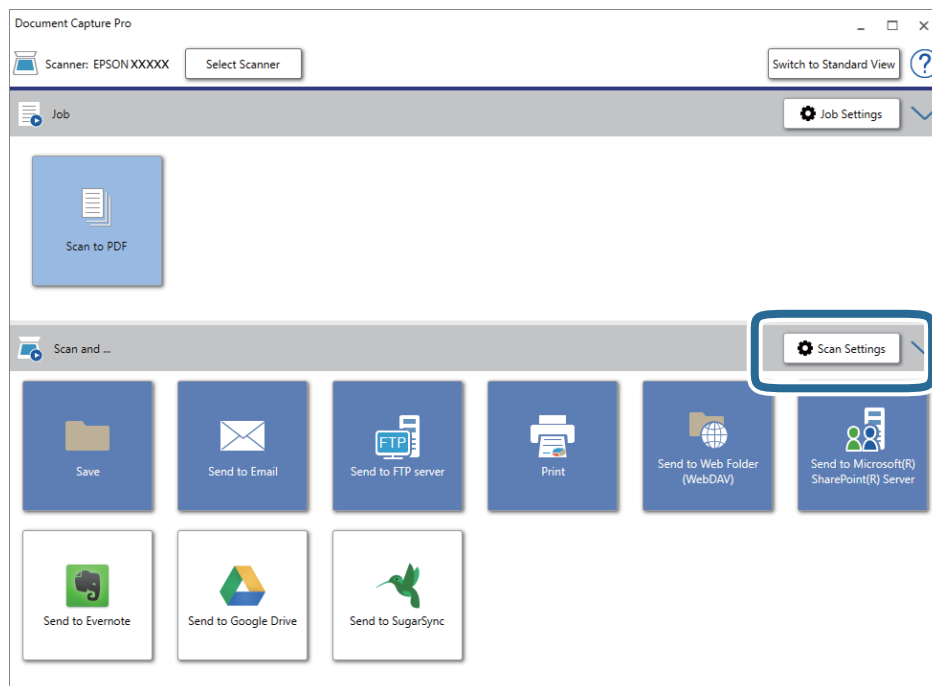 Document Capture Pro
Scanner: EPSON XXXXX
Select Scanner
Switch to Standard View
?
Job
Job Settings
Scan to PDF
Scan and ...
Scan Settings
Save
Send to Email
FTP
Send to FTP server
Print
Send to Web Folder
(WebDAV)
Send to Microsoft(R)
SharePoint(R) Server
Send to Evernote
Send to Google Drive
Send to SugarSync